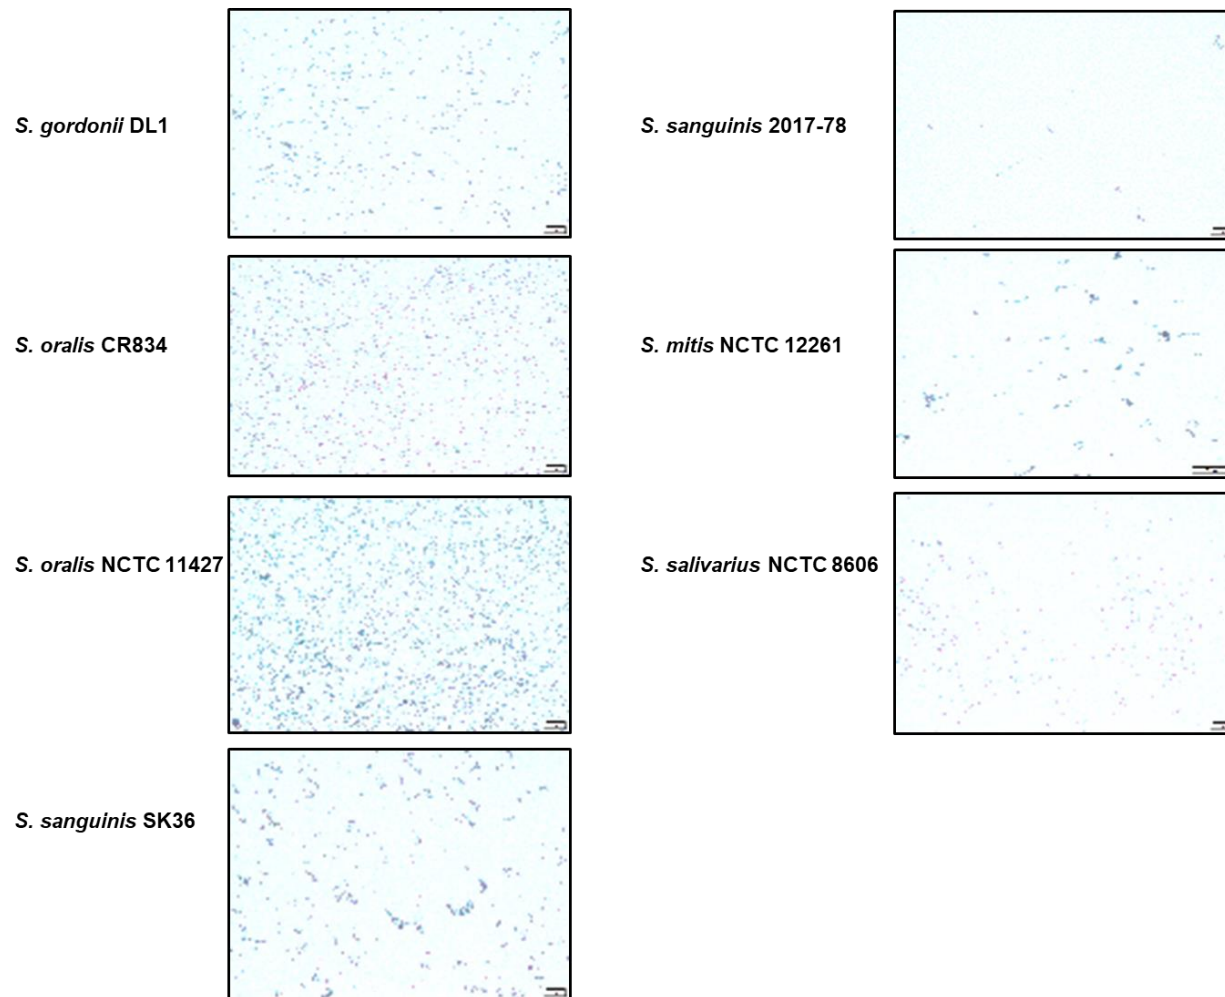 S. gordonii DL1
S. sanguinis 2017-78
S. oralis CR834
S. mitis NCTC 12261
S. oralis NCTC 11427
S. salivarius NCTC 8606
S. sanguinis SK36